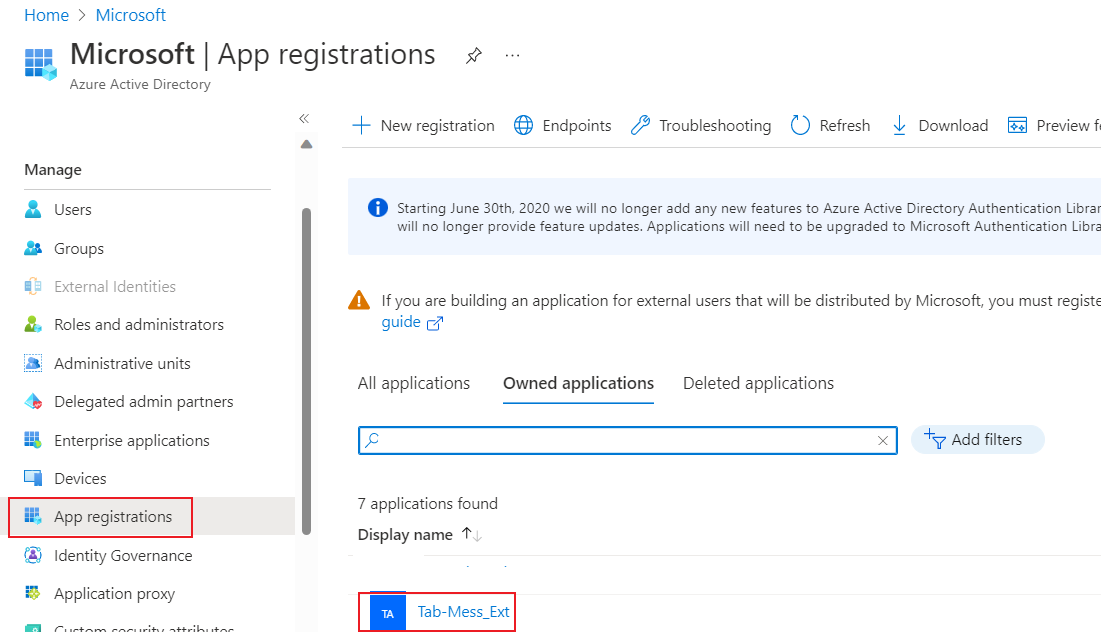 Home > Microsoft
Microsoft | App registrations
Azure Active Directory
Manage
Users
Groups
External Identities
Roles and administrators
Administrative units
Delegated admin partners
Enterprise applications
Devices
App registrations
Identity Governance
Application proxy
Custom security attributes
New registration
Endpoints
Troubleshooting
Refresh
Download
Preview fe
Starting June 30th, 2020 we will no longer add any new features to Azure Active Directory Authentication Librar
will no longer provide feature updates. Applications will need to be upgraded to Microsoft Authentication Libra
If you are building an application for external users that will be distributed by Microsoft, you must registe
guide
All applications
Owned applications
Deleted applications
Add filters
7 applications found
Display name ↑↓
TA
Tab-Mess_Ext